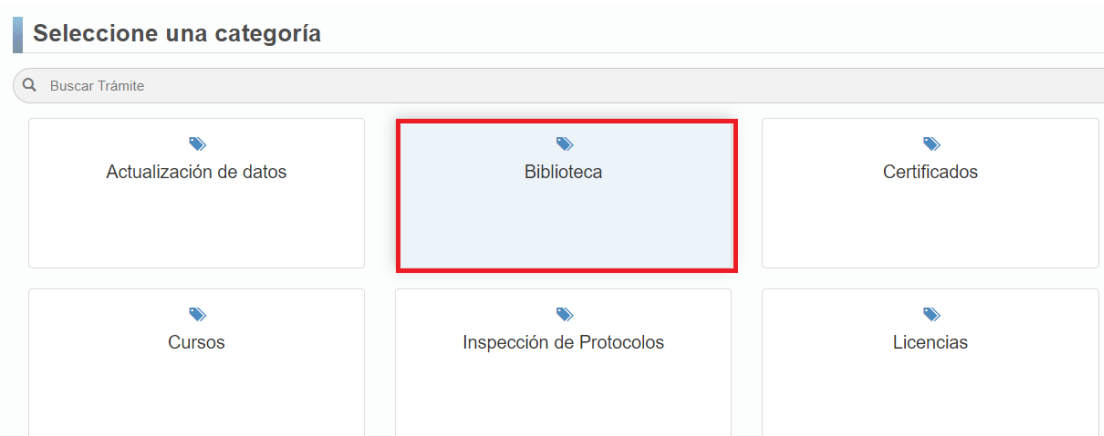 Seleccione una categoría
Buscar Trámite
Actualización de datos
Biblioteca
Certificados
Cursos
Inspección de Protocolos
Licencias